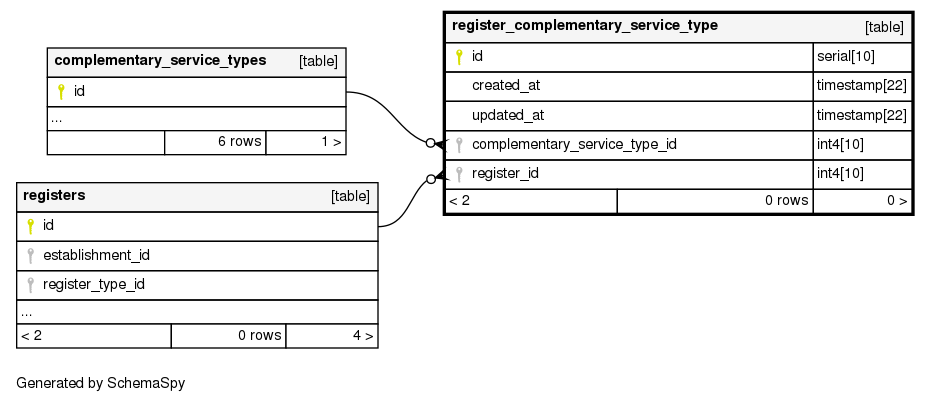 complementary_service_types [table]
id
...
6 rows 1 >
registers [table]
id
establishment_id
register_type_id
...
< 2 0 rows 4 >
register_complementary_service_type [table]
id serial[10]
created_at timestamp[22]
updated_at timestamp[22]
complementary_service_type_id int4[10]
register_id int4[10]
< 2 0 rows 0 >
Generated by SchemaSpy